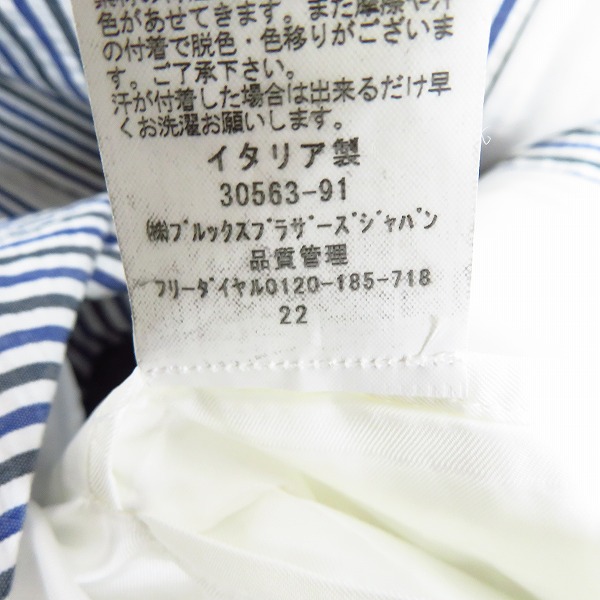 色があせてきます。また摩擦や汗
の付着で脱色・色移りがございま
す。ご了承下さい。
汗が付着した場合は出来るだけ早
くお洗濯お願いします。
イタリア製
30563-91
㈱ﾌﾞﾙｯｸｽﾌﾞﾗｻﾞｰｽﾞｼﾞｬﾊﾟﾝ
品質管理
ﾌﾘｰﾀﾞｲﾔﾙ0120-185-718
22